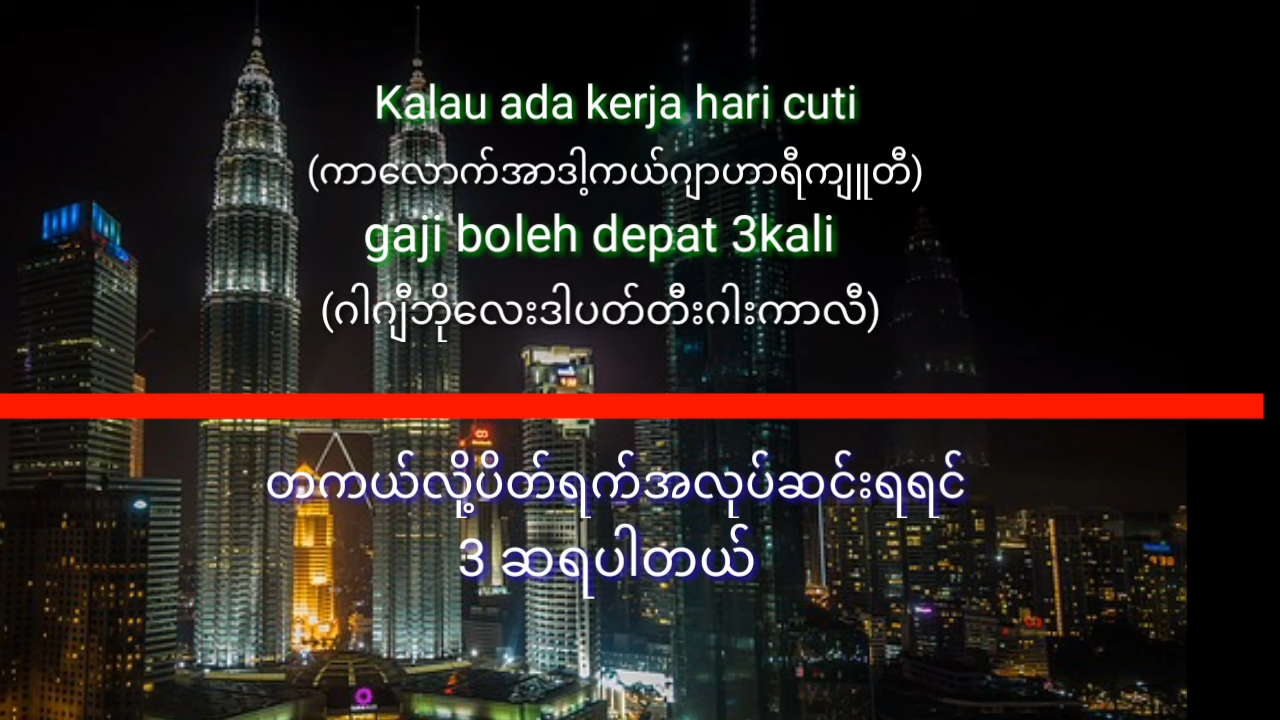 Kalau ada kerja hari cuti
(ကာလောက်အာဒါ့ကယ်ဂျာဟာရီကျူတီ)
gaji boleh depat 3kali
(ဂါဂျီဘိုလေးဒါပတ်တီးဂါးကာလီ)
တကယ်လို့ပိတ်ရက်အလုပ်ဆင်းရရင်
3 ဆရပါတယ်